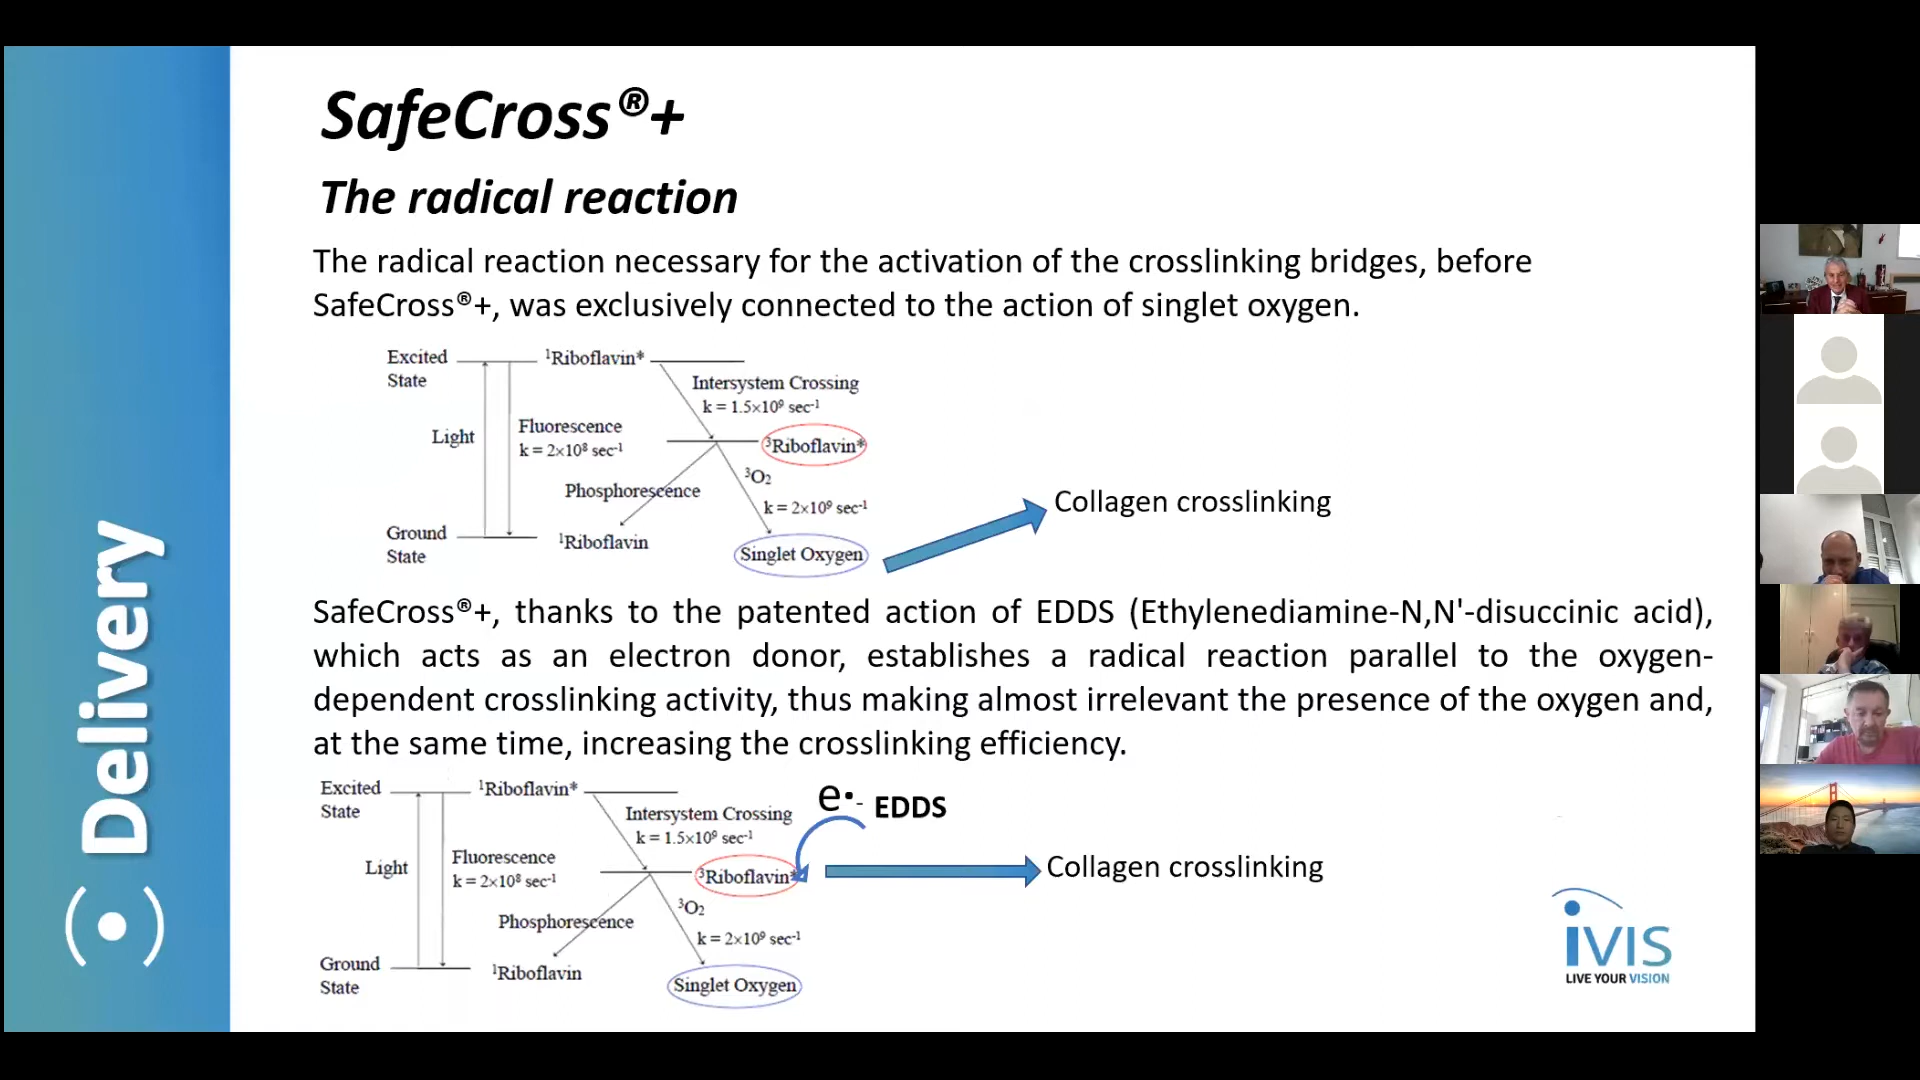 SafeCross®+
The radical reaction
The radical reaction necessary for the activation of the crosslinking bridges, before
SafeCross®+, was exclusively connected to the action of singlet oxygen.
Excited
State
¹Riboflavin*
Intersystem Crossing
k = 1.5×10⁹ sec⁻¹
Light
Fluorescence
k = 2×10⁸ sec⁻¹
³Riboflavin*
³O₂
Phosphorescence
k = 2×10⁹ sec⁻¹
Collagen crosslinking
Ground
State
¹Riboflavin
Singlet Oxygen
SafeCross®+, thanks to the patented action of EDDS (Ethylenediamine-N,N'-disuccinic acid),
which acts as an electron donor, establishes a radical reaction parallel to the oxygen-
dependent crosslinking activity, thus making almost irrelevant the presence of the oxygen and,
at the same time, increasing the crosslinking efficiency.
Excited
State
¹Riboflavin*
Intersystem Crossing
k = 1.5×10⁹ sec⁻¹
e•- EDDS
Light
Fluorescence
k = 2×10⁸ sec⁻¹
³Riboflavin*
Collagen crosslinking
³O₂
Phosphorescence
k = 2×10⁹ sec⁻¹
Ground
State
¹Riboflavin
Singlet Oxygen
Delivery
iVIS
LIVE YOUR VISION